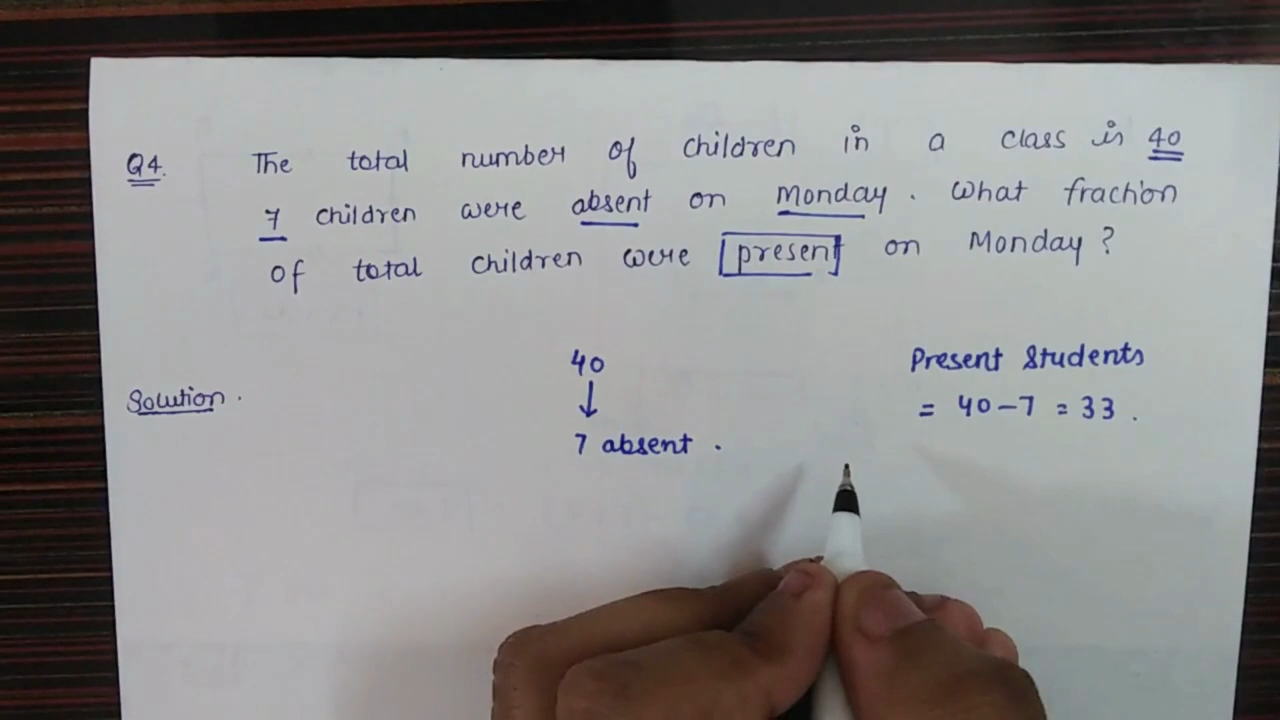 Q4. The total number of children in a class is 40
7 children were absent on Monday. What fraction
of total children were present on Monday?
Solution.
40
↓
7 absent.
Present Students
= 40-7 = 33.